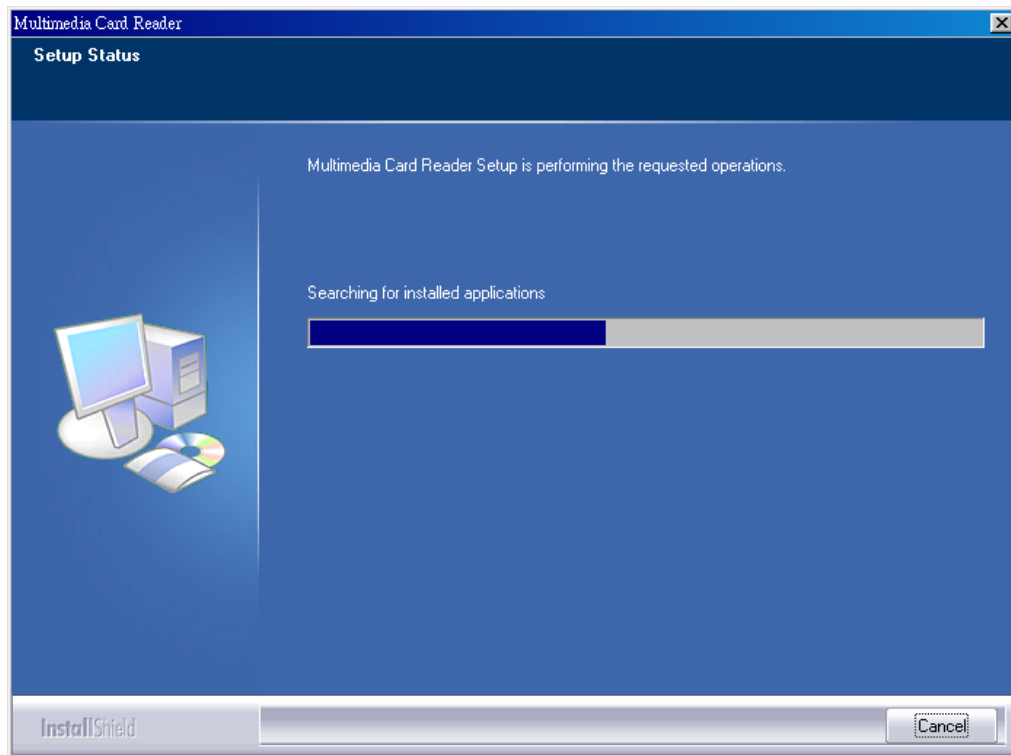 Multimedia Card Reader
Setup Status
Multimedia Card Reader Setup is performing the requested operations.
Searching for installed applications
InstallShield
Cancel